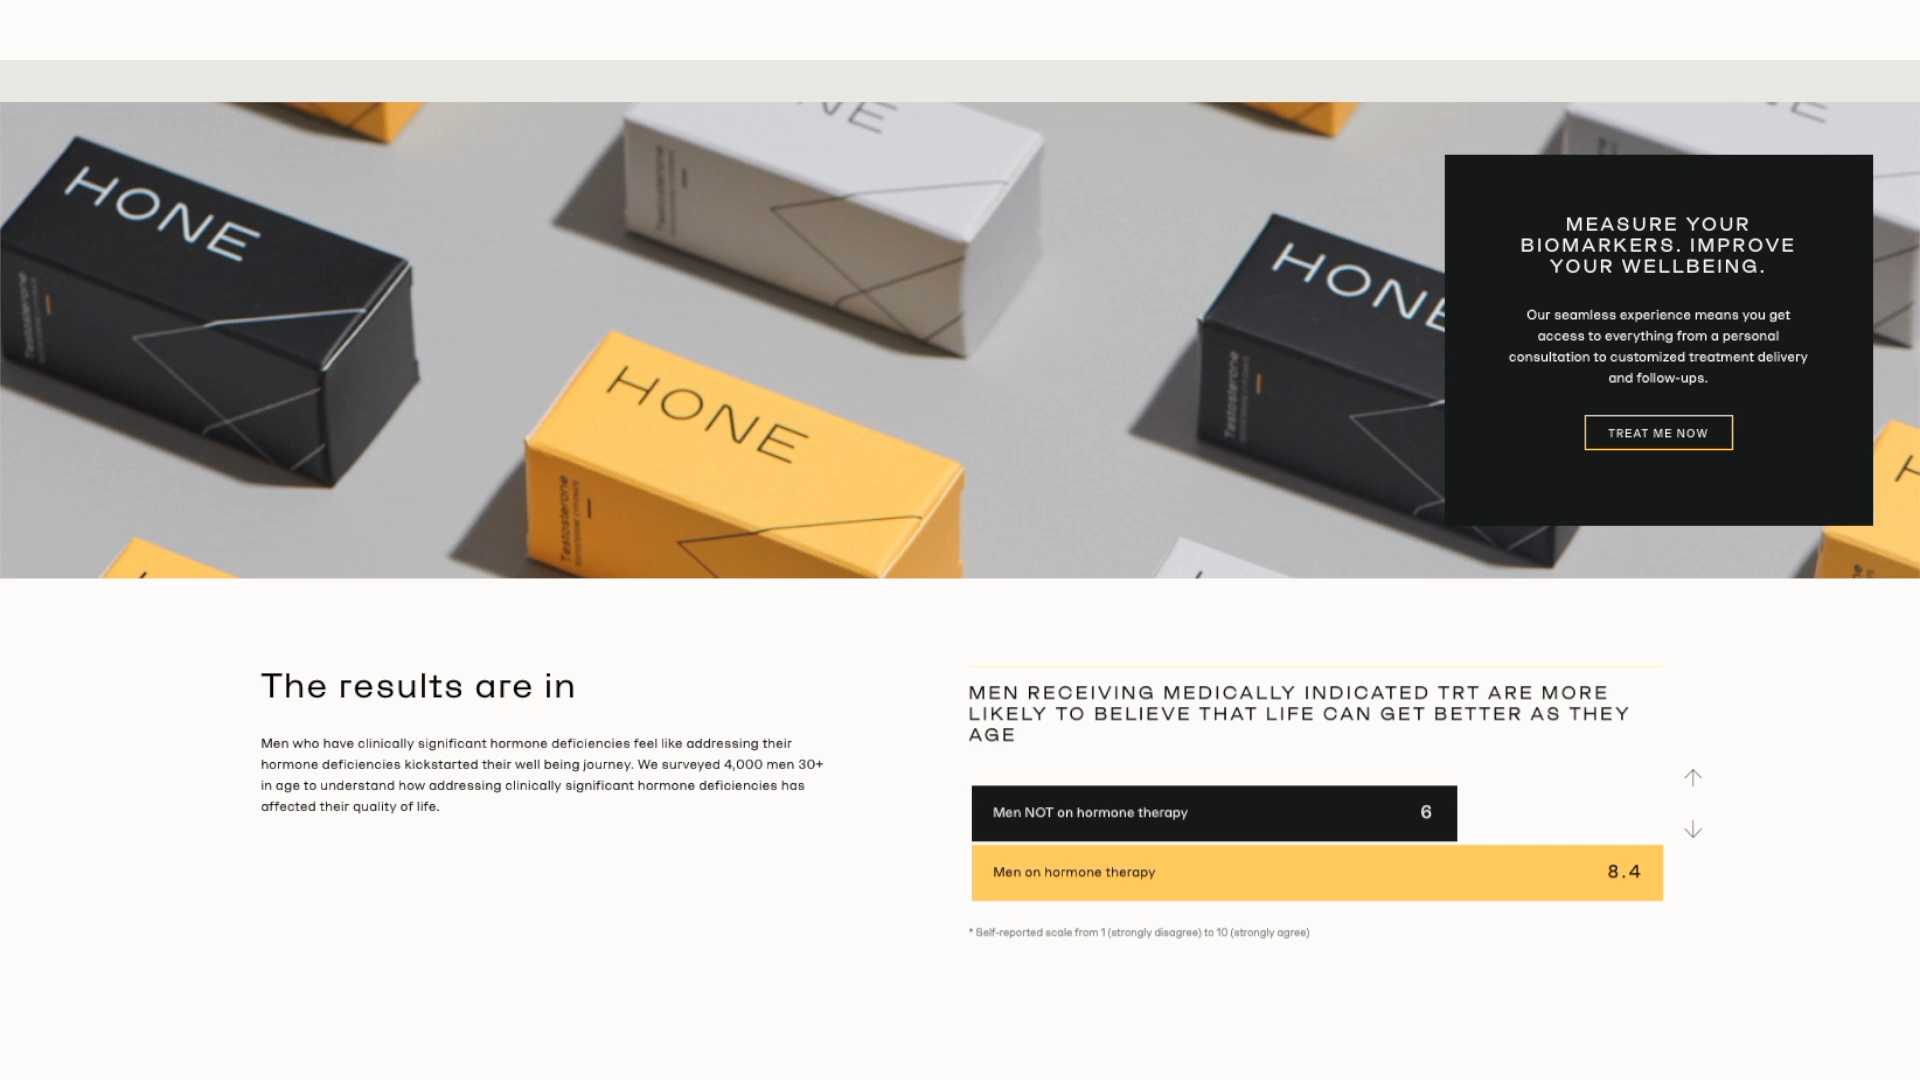 NE
NE
HONE
Testosterone
Testosterone
HONE
Testosterone
HONE
Testosterone
MEASURE YOUR
BIOMARKERS. IMPROVE
YOUR WELLBEING.
Our seamless experience means you get
access to everything from a personal
consultation to customized treatment delivery
and follow-ups.
TREAT ME NOW
The results are in
Men who have clinically significant hormone deficiencies feel like addressing their
hormone deficiencies kickstarted their well being journey. We surveyed 4,000 men 30+
in age to understand how addressing clinically significant hormone deficiencies has
affected their quality of life.
MEN RECEIVING MEDICALLY INDICATED TRT ARE MORE
LIKELY TO BELIEVE THAT LIFE CAN GET BETTER AS THEY
AGE
Men NOT on hormone therapy 6
Men on hormone therapy 8.4
* Self-reported scale from 1 (strongly disagree) to 10 (strongly agree)